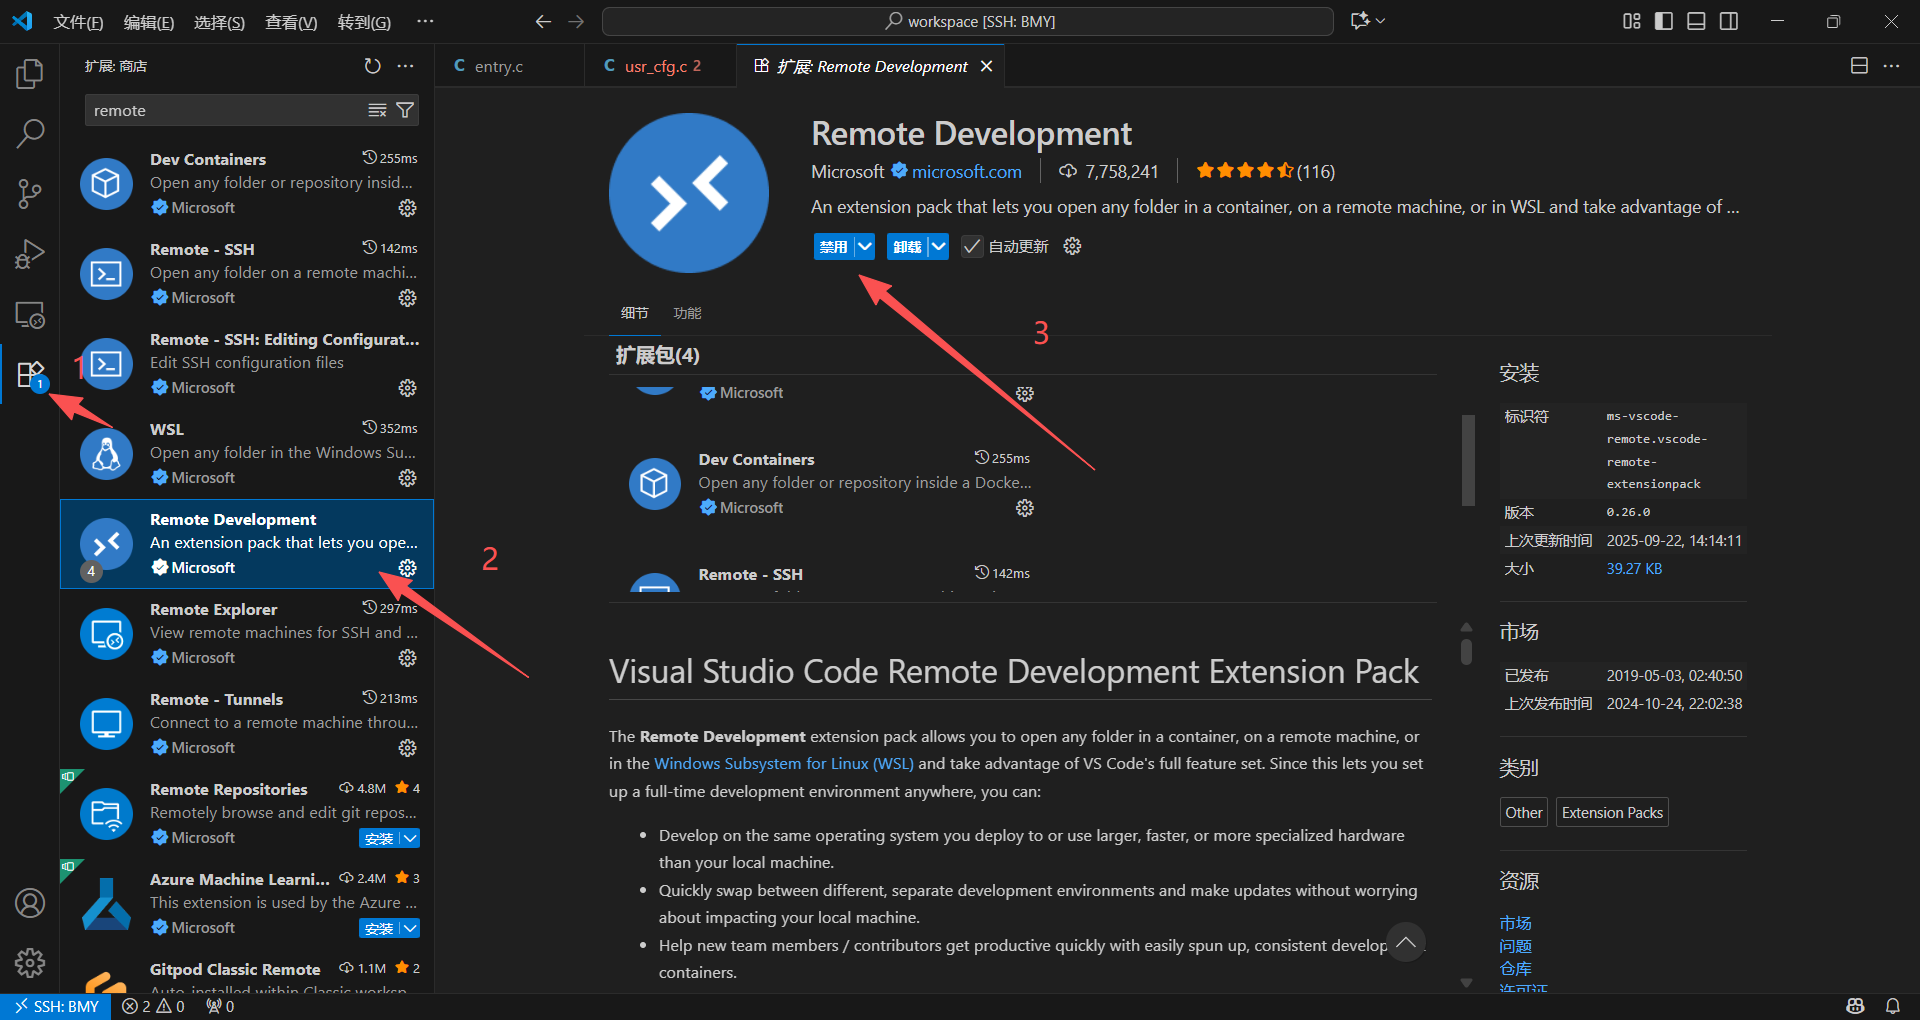 文件(F) 编辑(E) 选择(S) 查看(V) 转到(G) ···
workspace [SSH: BMY]
扩展: 商店
remote
Dev Containers 255ms
Open any folder or repository insid...
Microsoft
Remote - SSH 142ms
Open any folder on a remote machi...
Microsoft
Remote - SSH: Editing Configurat...
Edit SSH configuration files
Microsoft
1
1
WSL 352ms
Open any folder in the Windows Su...
Microsoft
Remote Development
An extension pack that lets you ope...
Microsoft
4
2
Remote Explorer 297ms
View remote machines for SSH and ...
Microsoft
Remote - Tunnels 213ms
Connect to a remote machine throu...
Microsoft
Remote Repositories 4.8M 4
Remotely browse and edit git repos...
Microsoft 安装
Azure Machine Learni... 2.4M 3
This extension is used by the Azure ...
Microsoft 安装
Gitpod Classic Remote 1.1M 2
Auto-installed within Classic worksp...
C entry.c
C usr_cfg.c 2
扩展: Remote Development
Remote Development
Microsoft microsoft.com 7,758,241 (116)
An extension pack that lets you open any folder in a container, on a remote machine, or in WSL and take advantage of ...
禁用 卸载 自动更新
细节 功能
3
扩展包(4)
Microsoft
Dev Containers 255ms
Open any folder or repository inside a Docke...
Microsoft
Remote - SSH 142ms
Visual Studio Code Remote Development Extension Pack
The Remote Development extension pack allows you to open any folder in a container, on a remote machine, or
in the Windows Subsystem for Linux (WSL) and take advantage of VS Code's full feature set. Since this lets you set
up a full-time development environment anywhere, you can:
• Develop on the same operating system you deploy to or use larger, faster, or more specialized hardware
than your local machine.
• Quickly swap between different, separate development environments and make updates without worrying
about impacting your local machine.
• Help new team members / contributors get productive quickly with easily spun up, consistent develop
containers.
安装
标识符 ms-vscode-
remote.vscode-
remote-
extensionpack
版本 0.26.0
上次更新时间 2025-09-22, 14:14:11
大小 39.27 KB
市场
已发布 2019-05-03, 02:40:50
上次发布时间 2024-10-24, 22:02:38
类别
Other Extension Packs
资源
市场
问题
仓库
许可证
SSH: BMY 2 0 0